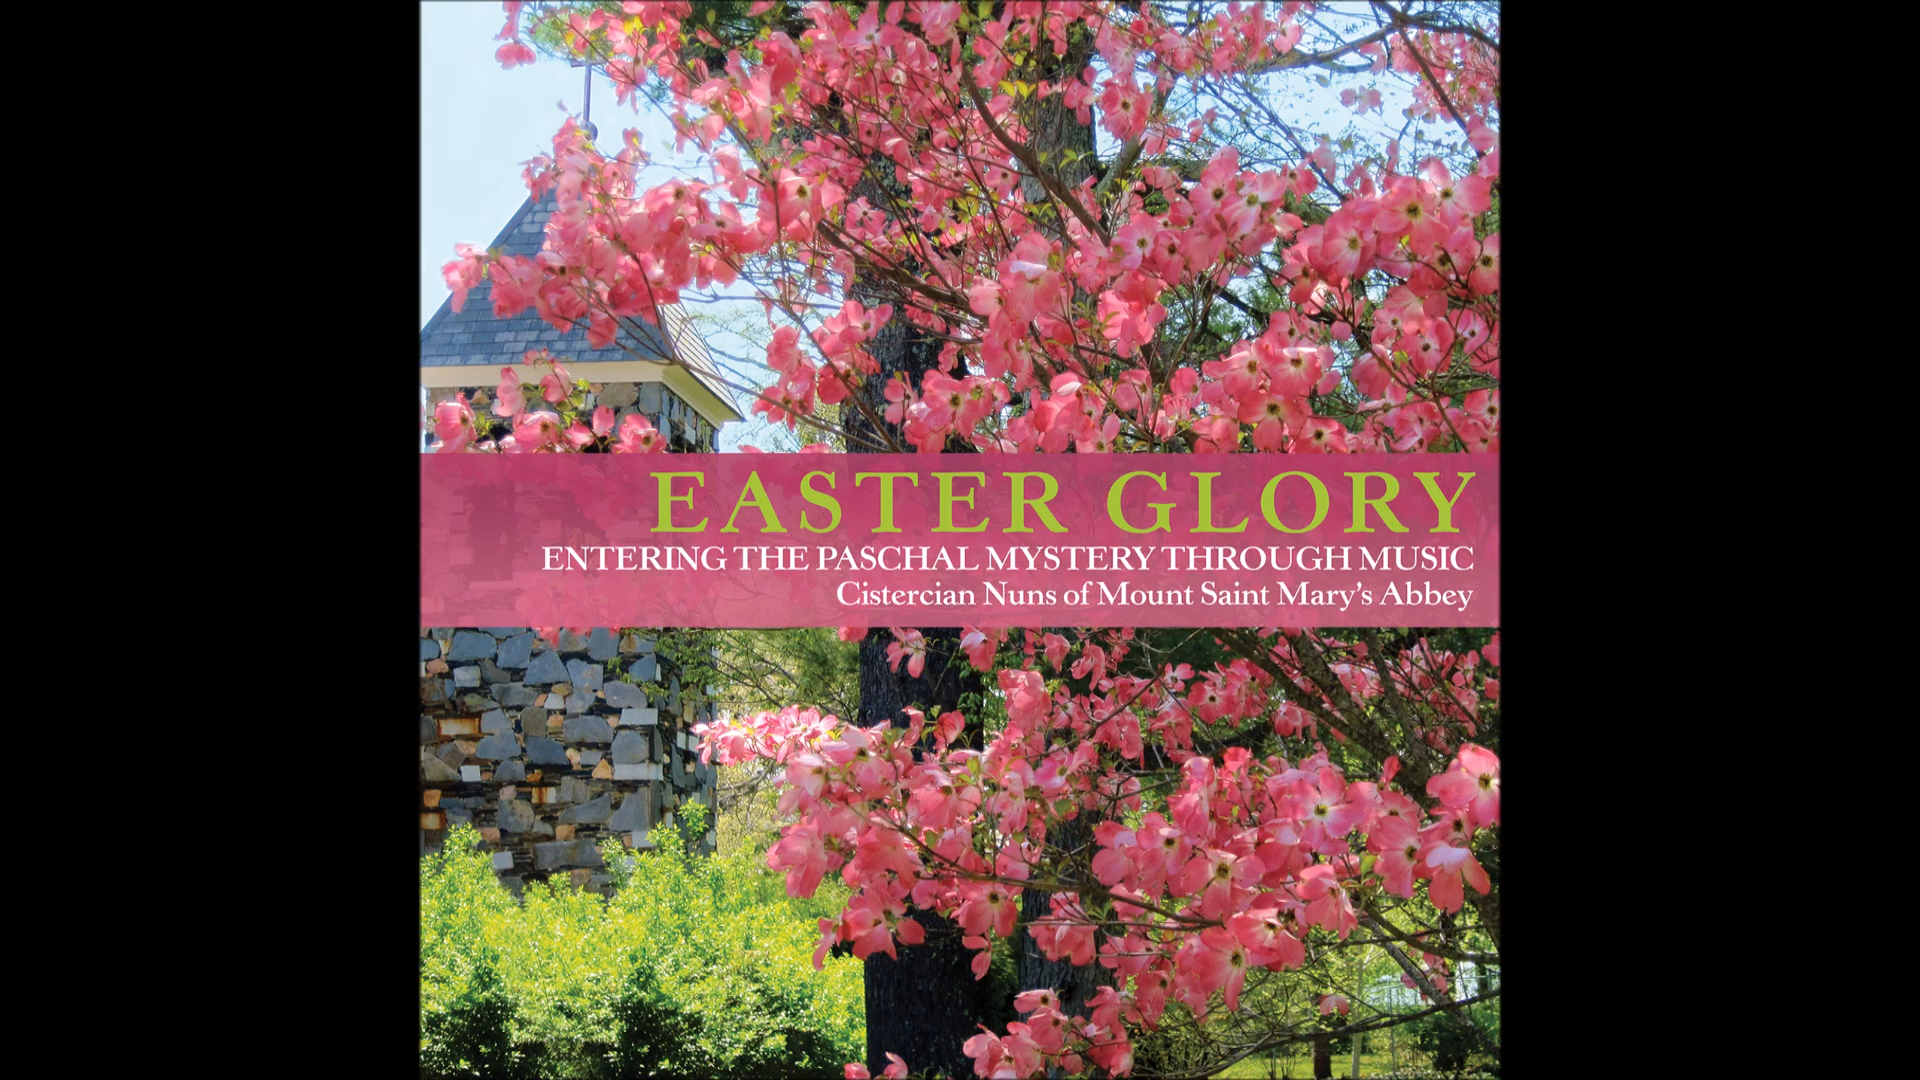 EASTER GLORY
ENTERING THE PASCHAL MYSTERY THROUGH MUSIC
Cistercian Nuns of Mount Saint Mary’s Abbey